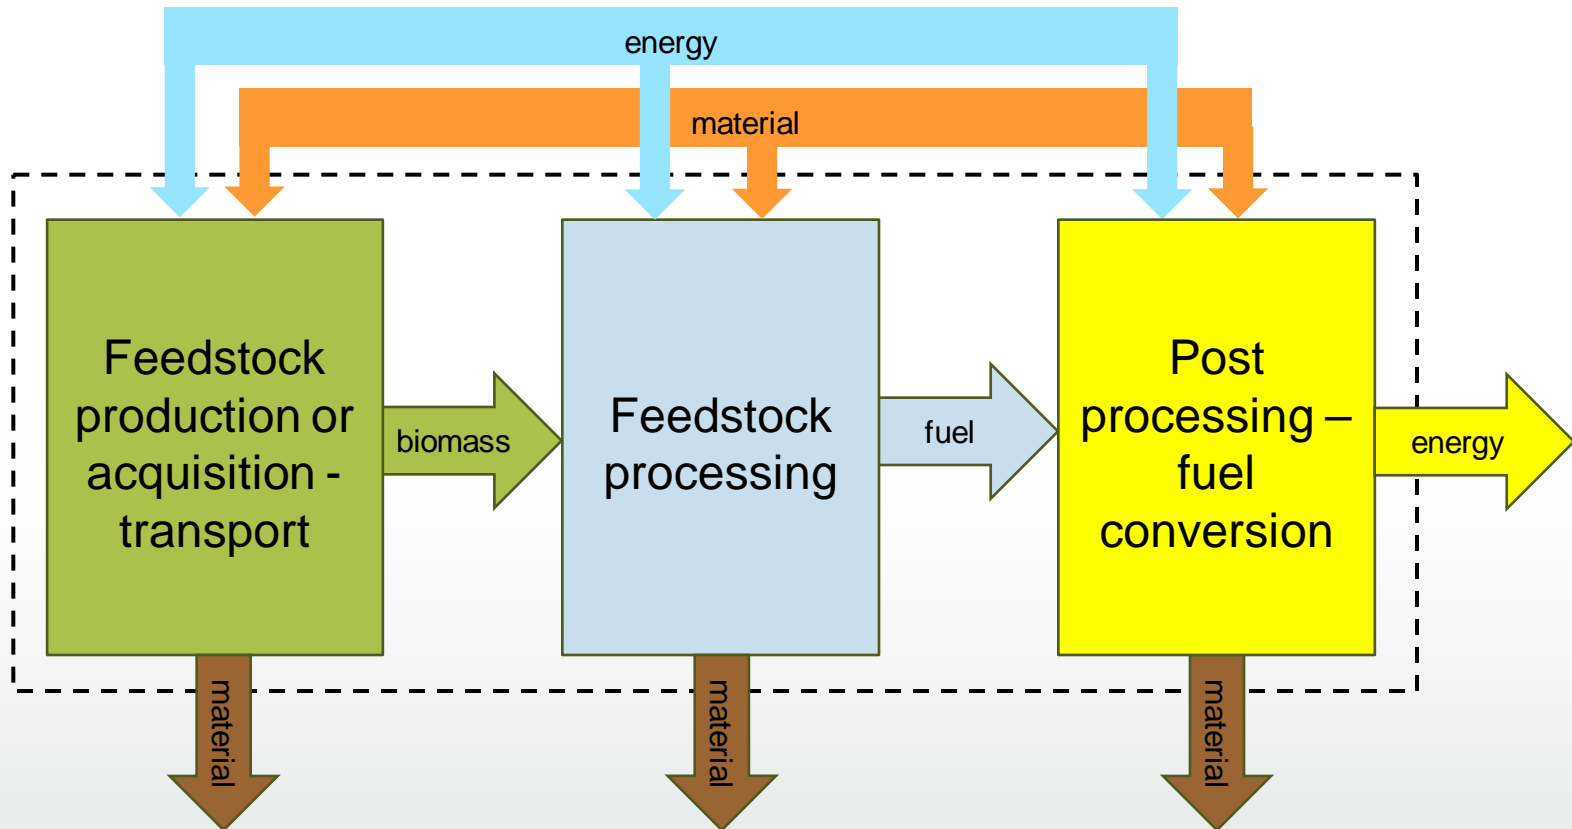 energy
material
Feedstock
production or
acquisition -
transport
biomass
Feedstock
processing
fuel
Post
processing –
fuel
conversion
energy
material
material
material